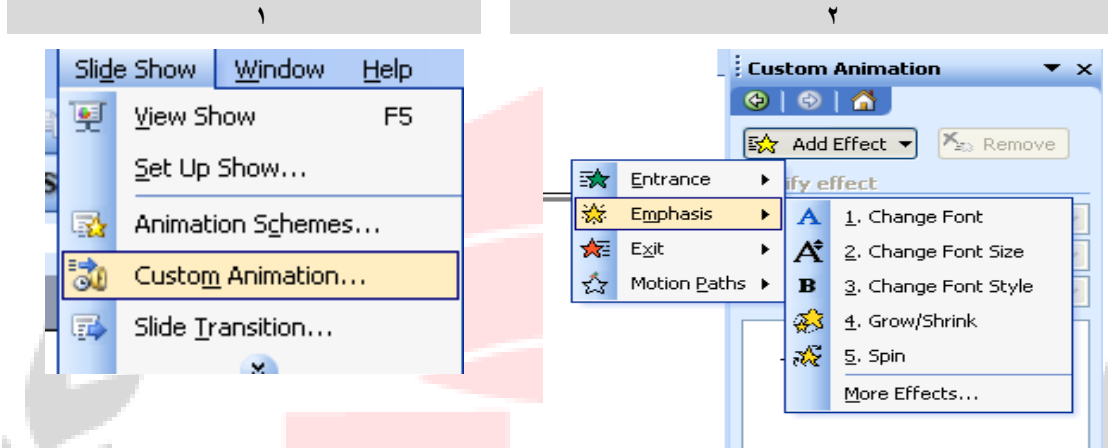 ١
٢
Slide Show Window Help
View Show F5
Set Up Show...
Animation Schemes...
Custom Animation...
Slide Transition...
Custom Animation
Add Effect Remove
ify effect
Entrance
Emphasis
Exit
Motion Paths
1. Change Font
2. Change Font Size
3. Change Font Style
4. Grow/Shrink
5. Spin
More Effects...